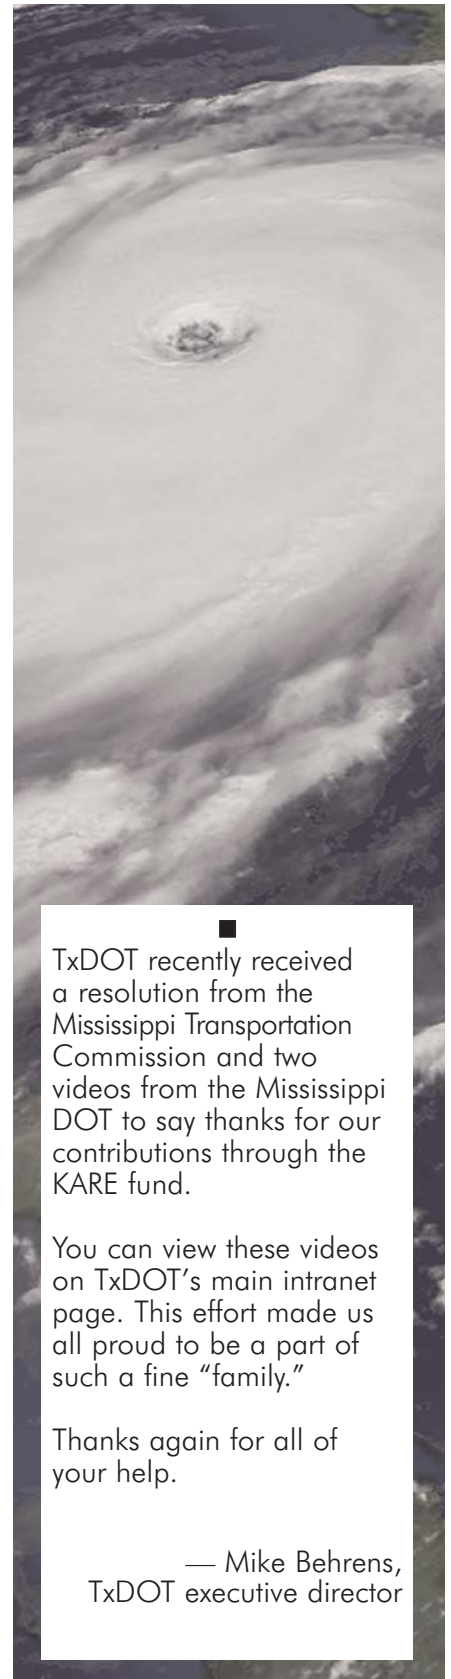 ■
TxDOT recently received
a resolution from the
Mississippi Transportation
Commission and two
videos from the Mississippi
DOT to say thanks for our
contributions through the
KARE fund.
You can view these videos
on TxDOT’s main intranet
page. This effort made us
all proud to be a part of
such a fine “family.”
Thanks again for all of
your help.
— Mike Behrens,
TxDOT executive director